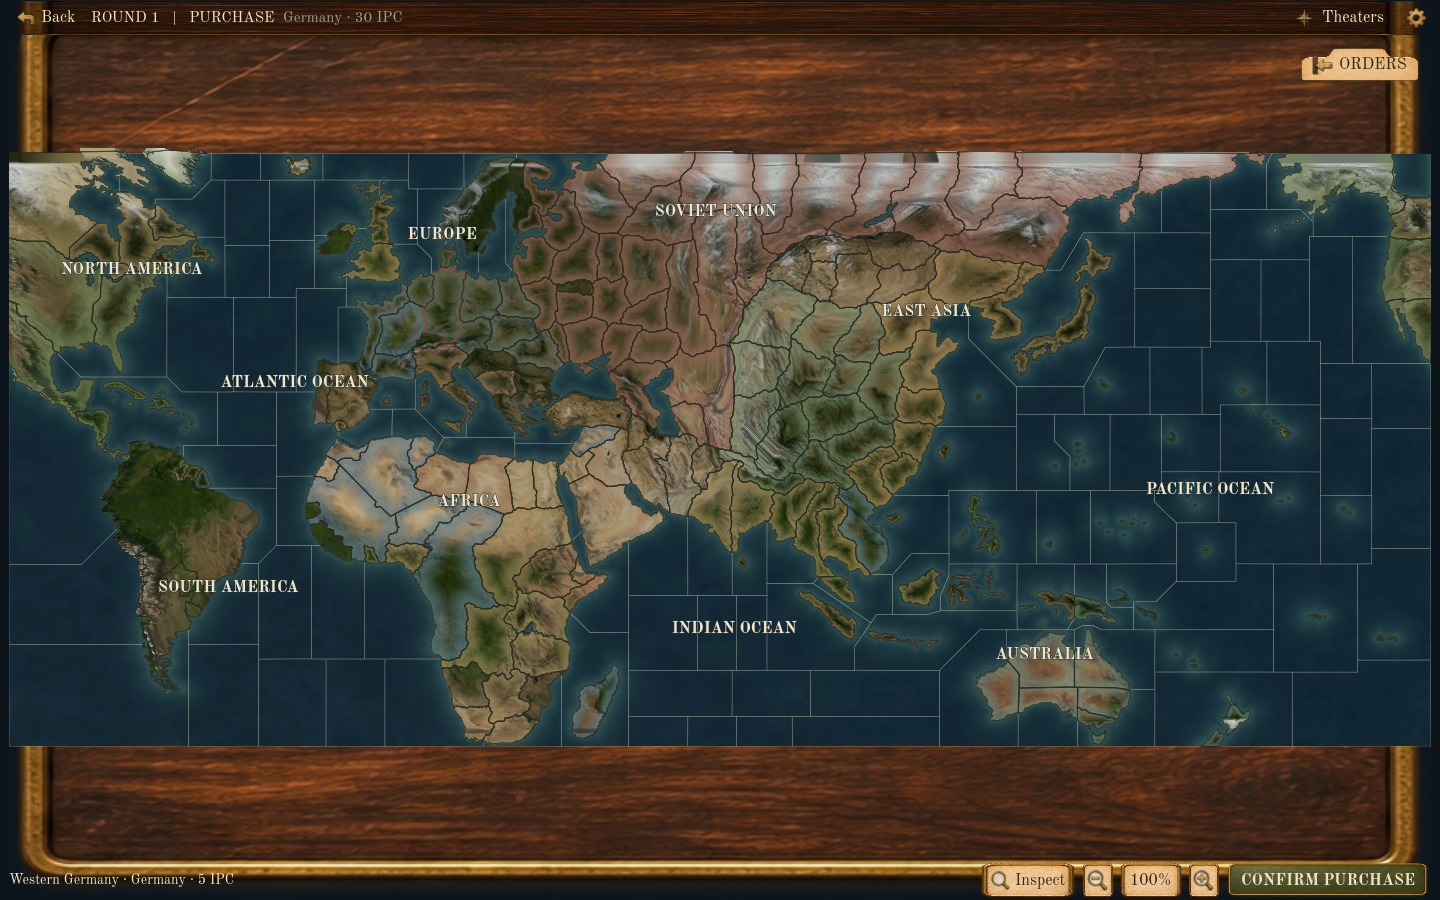 Back ROUND 1 | PURCHASE Germany · 30 IPC Theaters
ORDERS
SOVIET UNION
EUROPE
NORTH AMERICA
EAST ASIA
ATLANTIC OCEAN
PACIFIC OCEAN
AFRICA
SOUTH AMERICA
INDIAN OCEAN
AUSTRALIA
Western Germany · Germany · 5 IPC Inspect 100% CONFIRM PURCHASE